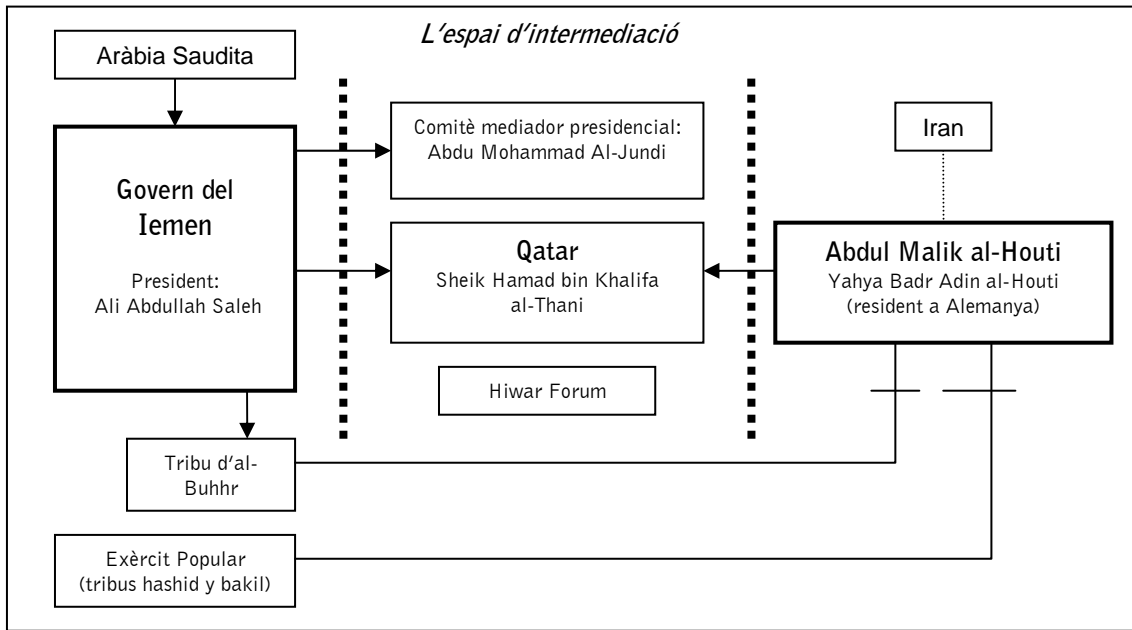 L'espai d'intermediació
Aràbia Saudita
Govern del
Iemen
President:
Ali Abdullah Saleh
Comitè mediador presidencial:
Abdu Mohammad Al-Jundi
Qatar
Sheik Hamad bin Khalifa
al-Thani
Hiwar Forum
Iran
Abdul Malik al-Houti
Yahya Badr Adin al-Houti
(resident a Alemanya)
Tribu d'al-
Buhhr
Exèrcit Popular
(tribus hashid y bakil)